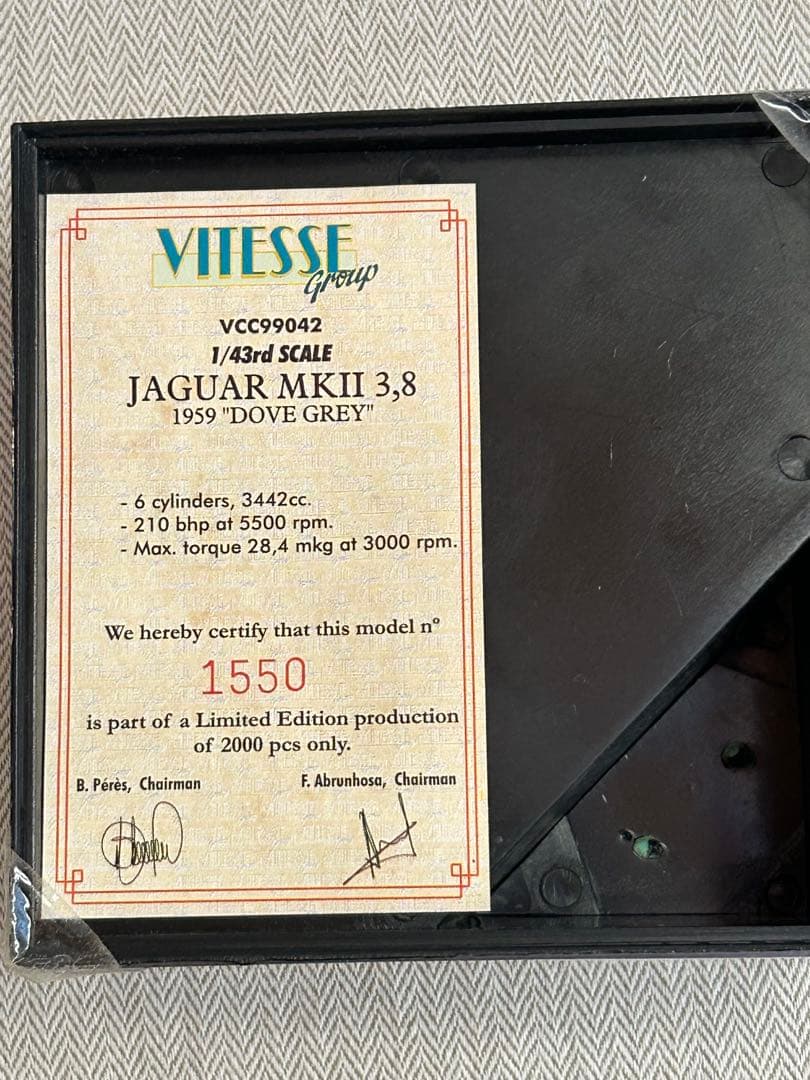 VITESSE
Group
VCC99042
1/43rd SCALE
JAGUAR MKII 3,8
1959 "DOVE GREY"
- 6 cylinders, 3442cc.
- 210 bhp at 5500 rpm.
- Max. torque 28,4 mkg at 3000 rpm.
We hereby certify that this model nº
1550
is part of a Limited Edition production
of 2000 pcs only.
B. Pérès, Chairman F. Abrunhosa, Chairman